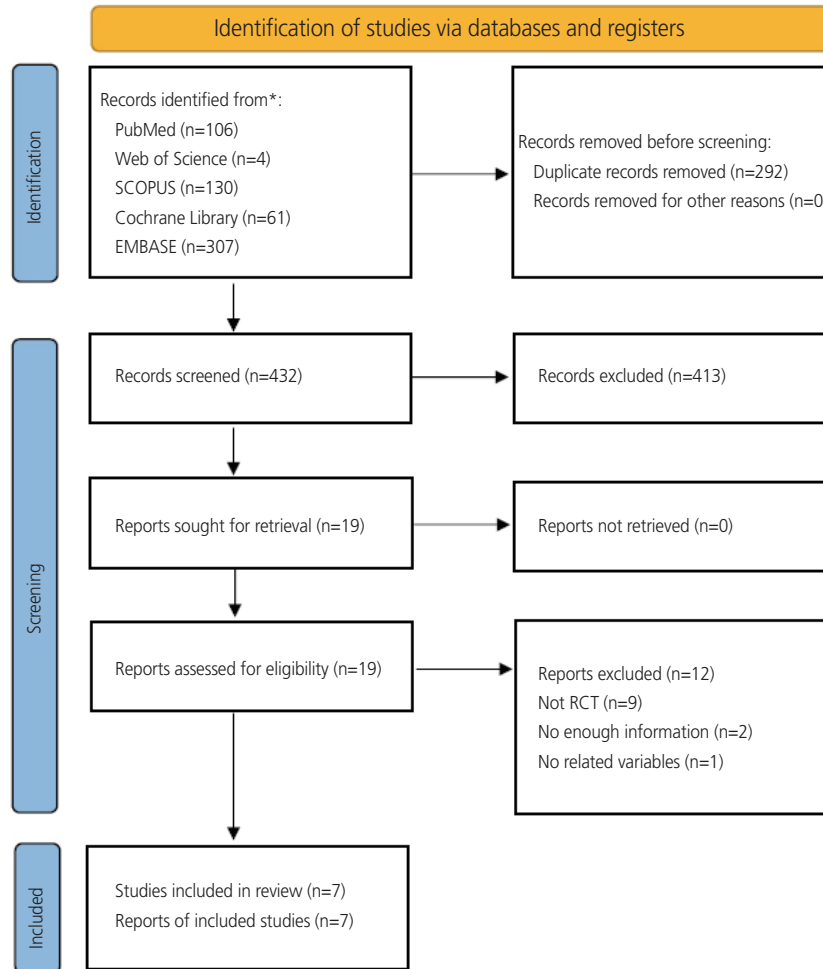 Identification of studies via databases and registers
Identification
Records identified from*:
PubMed (n=106)
Web of Science (n=4)
SCOPUS (n=130)
Cochrane Library (n=61)
EMBASE (n=307)
Records removed before screening:
Duplicate records removed (n=292)
Records removed for other reasons (n=0
Screening
Records screened (n=432)
Records excluded (n=413)
Reports sought for retrieval (n=19)
Reports not retrieved (n=0)
Reports assessed for eligibility (n=19)
Reports excluded (n=12)
Not RCT (n=9)
No enough information (n=2)
No related variables (n=1)
Included
Studies included in review (n=7)
Reports of included studies (n=7)